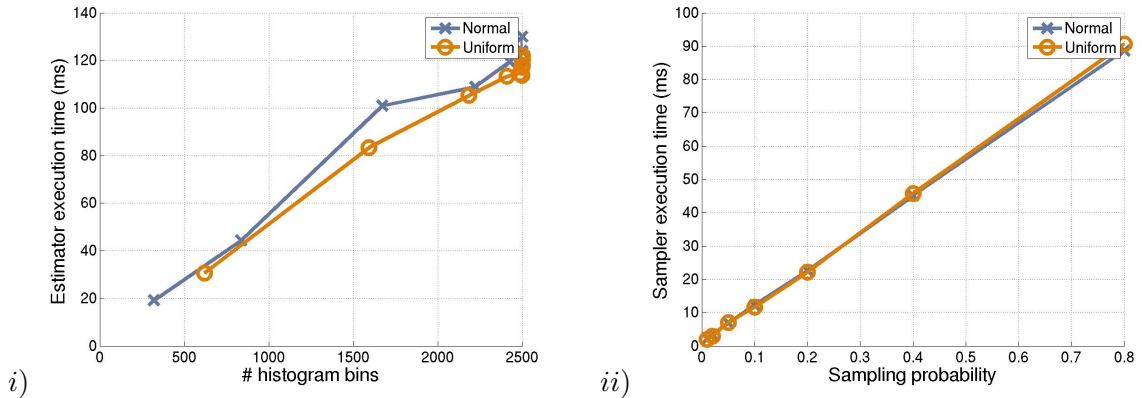 140
120
100
80
60
40
20
0
0 500 1000 1500 2000 2500
Estimator execution time (ms)
# histogram bins
Normal
Uniform
i)
100
90
80
70
60
50
40
30
20
10
0
0 0.1 0.2 0.3 0.4 0.5 0.6 0.7 0.8
Sampler execution time (ms)
Sampling probability
Normal
Uniform
ii)